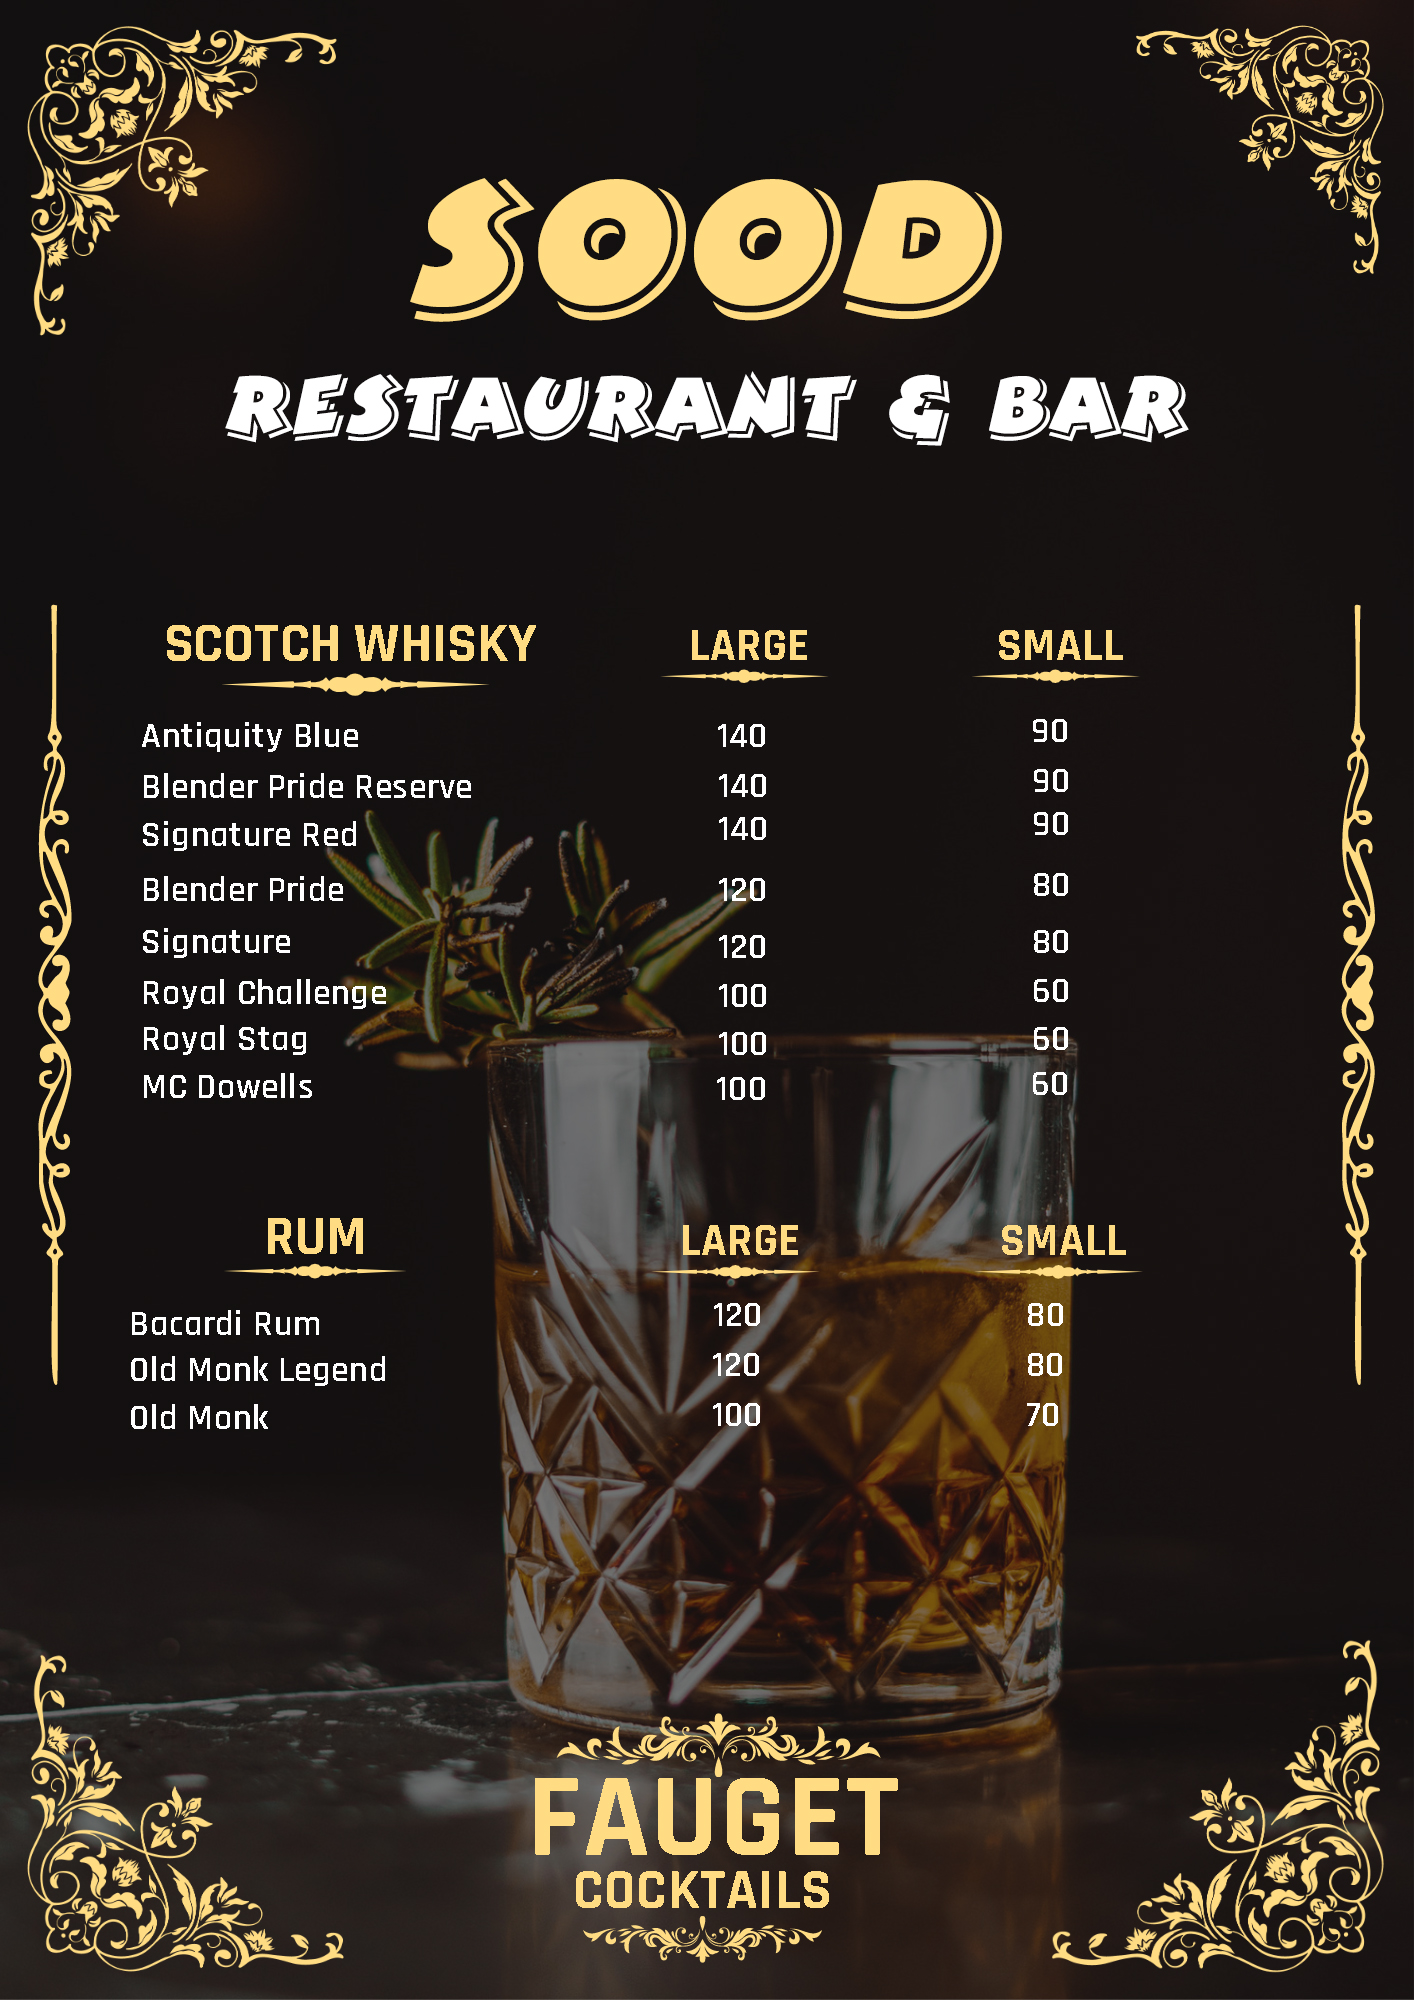 SOOD
RESTAURANT & BAR
SCOTCH WHISKY LARGE SMALL
Antiquity Blue 140 90
Blender Pride Reserve 140 90
Signature Red 140 90
Blender Pride 120 80
Signature 120 80
Royal Challenge 100 60
Royal Stag 100 60
MC Dowells 100 60
RUM LARGE SMALL
Bacardi Rum 120 80
Old Monk Legend 120 80
Old Monk 100 70
FAUGET
COCKTAILS